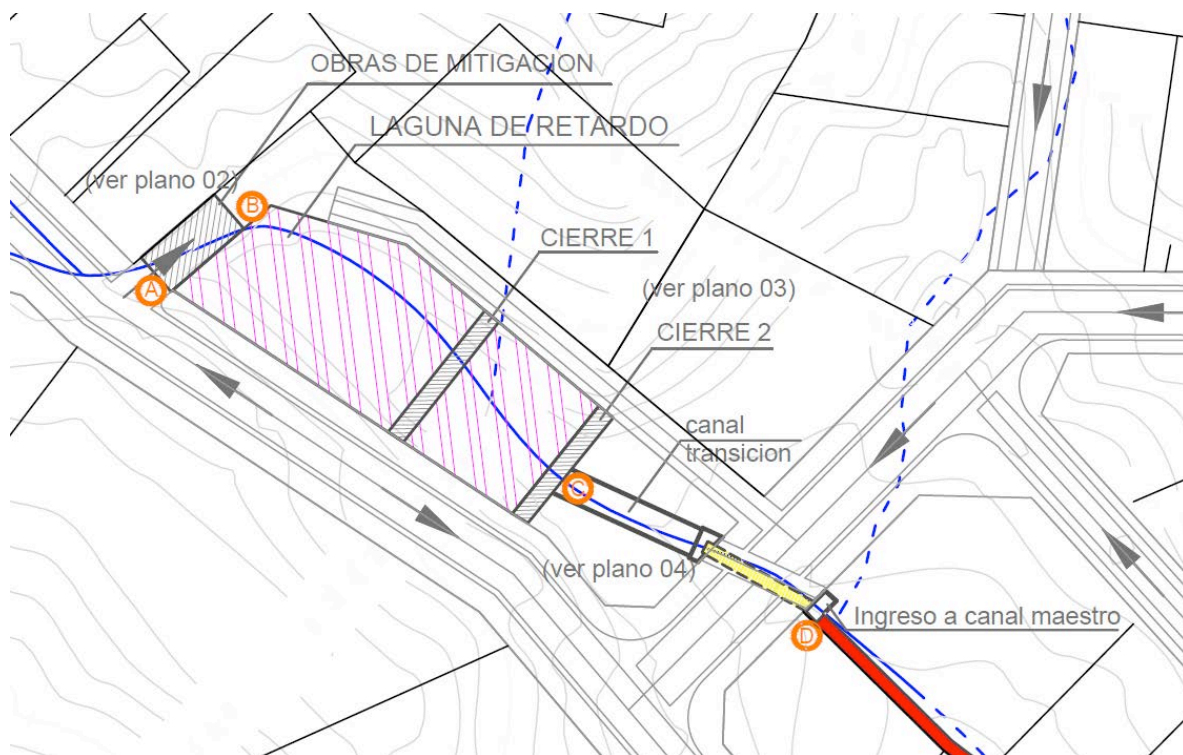 OBRAS DE MITIGACION
LAGUNA DE RETARDO
(ver plano 02)
B
CIERRE 1
(ver plano 03)
A
CIERRE 2
canal
transicion
C
(ver plano 04)
Ingreso a canal maestro
D